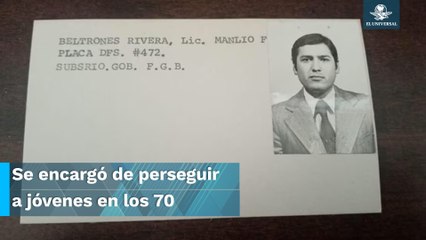 EL UNIVERSAL
BELTRONES RIVERA, Lic. MANLIO F
PLACA DFS. #472.
SUBSRIO.GOB. F.G.B.
Se encargó de perseguir
a jóvenes en los 70